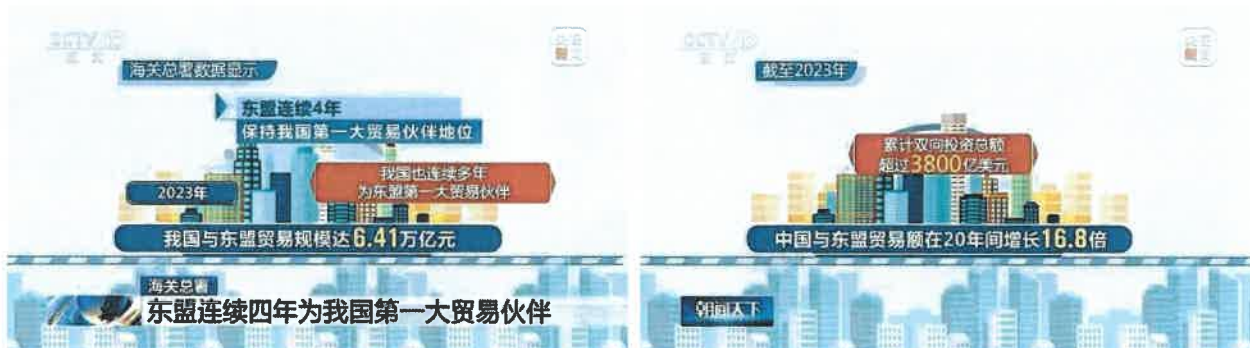 CCTV 13
海关总署数据显示
东盟连续4年
保持我国第一大贸易伙伴地位
我国也连续多年
为东盟第一大贸易伙伴
2023年
我国与东盟贸易规模达6.41万亿元
海关总署
东盟连续四年为我国第一大贸易伙伴
截至2023年
累计双向投资总额
超过3800亿美元
中国与东盟贸易额在20年间增长16.8倍
朝闻天下